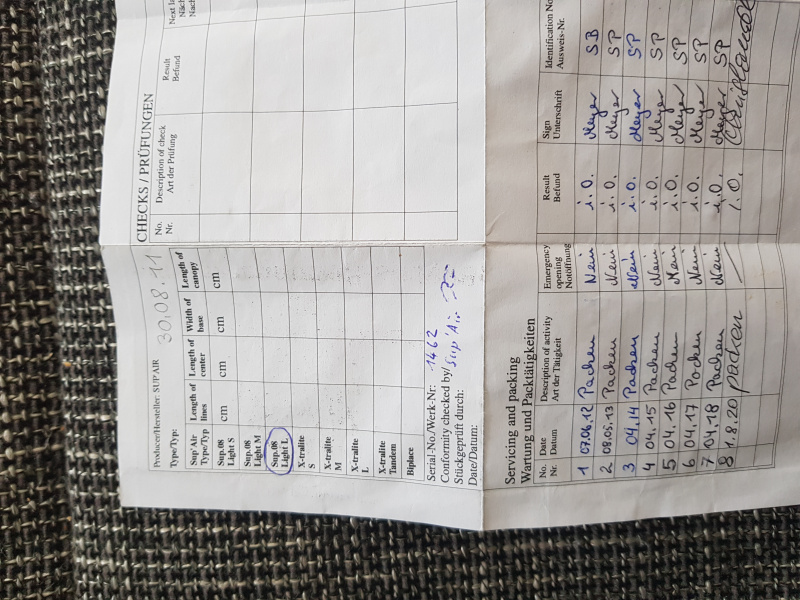 Producer/Hersteller: SUP'AIR
Type/Typ: 30.08.11
Sup'Air Type/Typ Length of lines Length of center Width of base Length of canopy
Sup.08 Light S cm cm cm cm
Sup.08 Light M
Sup.08 Light L
X-tralite S
X-tralite M
X-tralite L
X-tralite Tandem
Biplace
Serial-No./Werk-Nr: 1462
Conformity checked by/ Sup'Air
Stückgeprüft durch:
Date/Datum:
CHECKS / PRÜFUNGEN
No. Description of check Result
Nr. Art der Prüfung Befund
Servicing and packing
Wartung und Packtätigkeiten
No. Date Description of activity Emergency opening Result Sign Identification No
Nr. Datum Art der Tätigkeit Notöffnung Befund Unterschrift Ausweis-Nr.
1 07.06.12 Packen Nein i.O. Meyer SB
2 08.05.13 Packen Nein i.O. Meyer SP
3 04.14 Packen Nein i.O. Meyer SP
4 04.15 Packen Nein i.O. Meyer SP
5 04.16 Packen Nein i.O. Meyer SP
6 04.17 Packen Nein i.O. Meyer SP
7 04.18 Packen Nein i.O. Meyer SP
8 1.8.20 packen i.O.